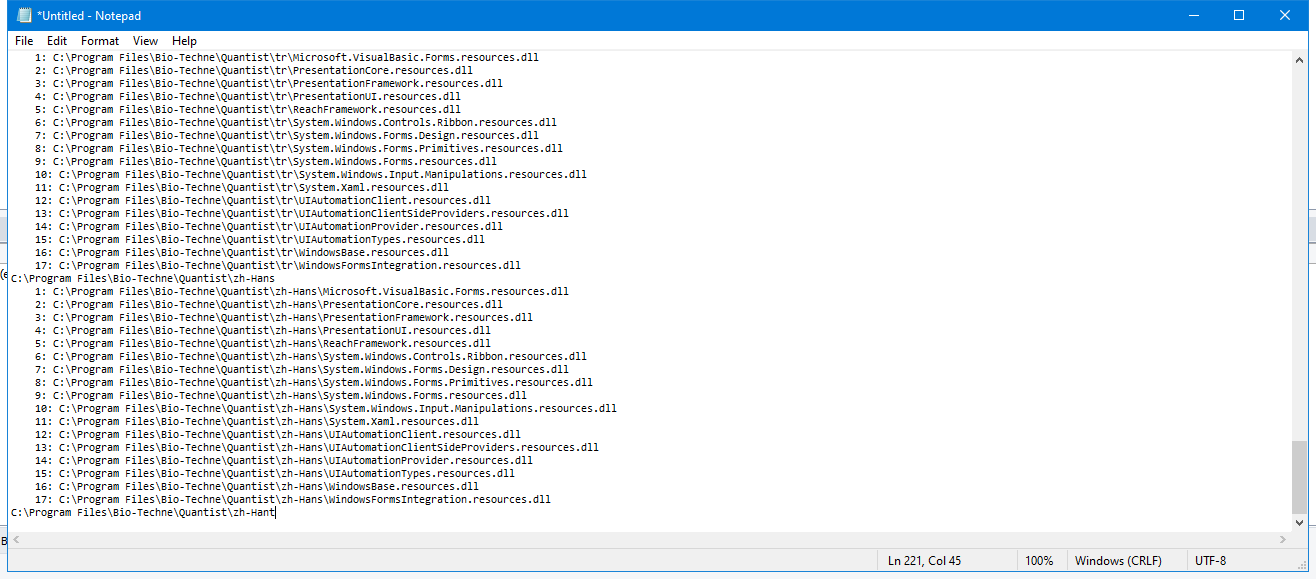 *Untitled - Notepad
File Edit Format View Help
1: C:\Program Files\Bio-Techne\Quantist\tr\Microsoft.VisualBasic.Forms.resources.dll
2: C:\Program Files\Bio-Techne\Quantist\tr\PresentationCore.resources.dll
3: C:\Program Files\Bio-Techne\Quantist\tr\PresentationFramework.resources.dll
4: C:\Program Files\Bio-Techne\Quantist\tr\PresentationUI.resources.dll
5: C:\Program Files\Bio-Techne\Quantist\tr\ReachFramework.resources.dll
6: C:\Program Files\Bio-Techne\Quantist\tr\System.Windows.Controls.Ribbon.resources.dll
7: C:\Program Files\Bio-Techne\Quantist\tr\System.Windows.Forms.Design.resources.dll
8: C:\Program Files\Bio-Techne\Quantist\tr\System.Windows.Forms.Primitives.resources.dll
9: C:\Program Files\Bio-Techne\Quantist\tr\System.Windows.Forms.resources.dll
10: C:\Program Files\Bio-Techne\Quantist\tr\System.Windows.Input.Manipulations.resources.dll
11: C:\Program Files\Bio-Techne\Quantist\tr\System.Xaml.resources.dll
12: C:\Program Files\Bio-Techne\Quantist\tr\UIAutomationClient.resources.dll
13: C:\Program Files\Bio-Techne\Quantist\tr\UIAutomationClientSideProviders.resources.dll
14: C:\Program Files\Bio-Techne\Quantist\tr\UIAutomationProvider.resources.dll
15: C:\Program Files\Bio-Techne\Quantist\tr\UIAutomationTypes.resources.dll
16: C:\Program Files\Bio-Techne\Quantist\tr\WindowsBase.resources.dll
17: C:\Program Files\Bio-Techne\Quantist\tr\WindowsFormsIntegration.resources.dll
C:\Program Files\Bio-Techne\Quantist\zh-Hans
1: C:\Program Files\Bio-Techne\Quantist\zh-Hans\Microsoft.VisualBasic.Forms.resources.dll
2: C:\Program Files\Bio-Techne\Quantist\zh-Hans\PresentationCore.resources.dll
3: C:\Program Files\Bio-Techne\Quantist\zh-Hans\PresentationFramework.resources.dll
4: C:\Program Files\Bio-Techne\Quantist\zh-Hans\PresentationUI.resources.dll
5: C:\Program Files\Bio-Techne\Quantist\zh-Hans\ReachFramework.resources.dll
6: C:\Program Files\Bio-Techne\Quantist\zh-Hans\System.Windows.Controls.Ribbon.resources.dll
7: C:\Program Files\Bio-Techne\Quantist\zh-Hans\System.Windows.Forms.Design.resources.dll
8: C:\Program Files\Bio-Techne\Quantist\zh-Hans\System.Windows.Forms.Primitives.resources.dll
9: C:\Program Files\Bio-Techne\Quantist\zh-Hans\System.Windows.Forms.resources.dll
10: C:\Program Files\Bio-Techne\Quantist\zh-Hans\System.Windows.Input.Manipulations.resources.dll
11: C:\Program Files\Bio-Techne\Quantist\zh-Hans\System.Xaml.resources.dll
12: C:\Program Files\Bio-Techne\Quantist\zh-Hans\UIAutomationClient.resources.dll
13: C:\Program Files\Bio-Techne\Quantist\zh-Hans\UIAutomationClientSideProviders.resources.dll
14: C:\Program Files\Bio-Techne\Quantist\zh-Hans\UIAutomationProvider.resources.dll
15: C:\Program Files\Bio-Techne\Quantist\zh-Hans\UIAutomationTypes.resources.dll
16: C:\Program Files\Bio-Techne\Quantist\zh-Hans\WindowsBase.resources.dll
17: C:\Program Files\Bio-Techne\Quantist\zh-Hans\WindowsFormsIntegration.resources.dll
C:\Program Files\Bio-Techne\Quantist\zh-Hant
Ln 221, Col 45 100% Windows (CRLF) UTF-8